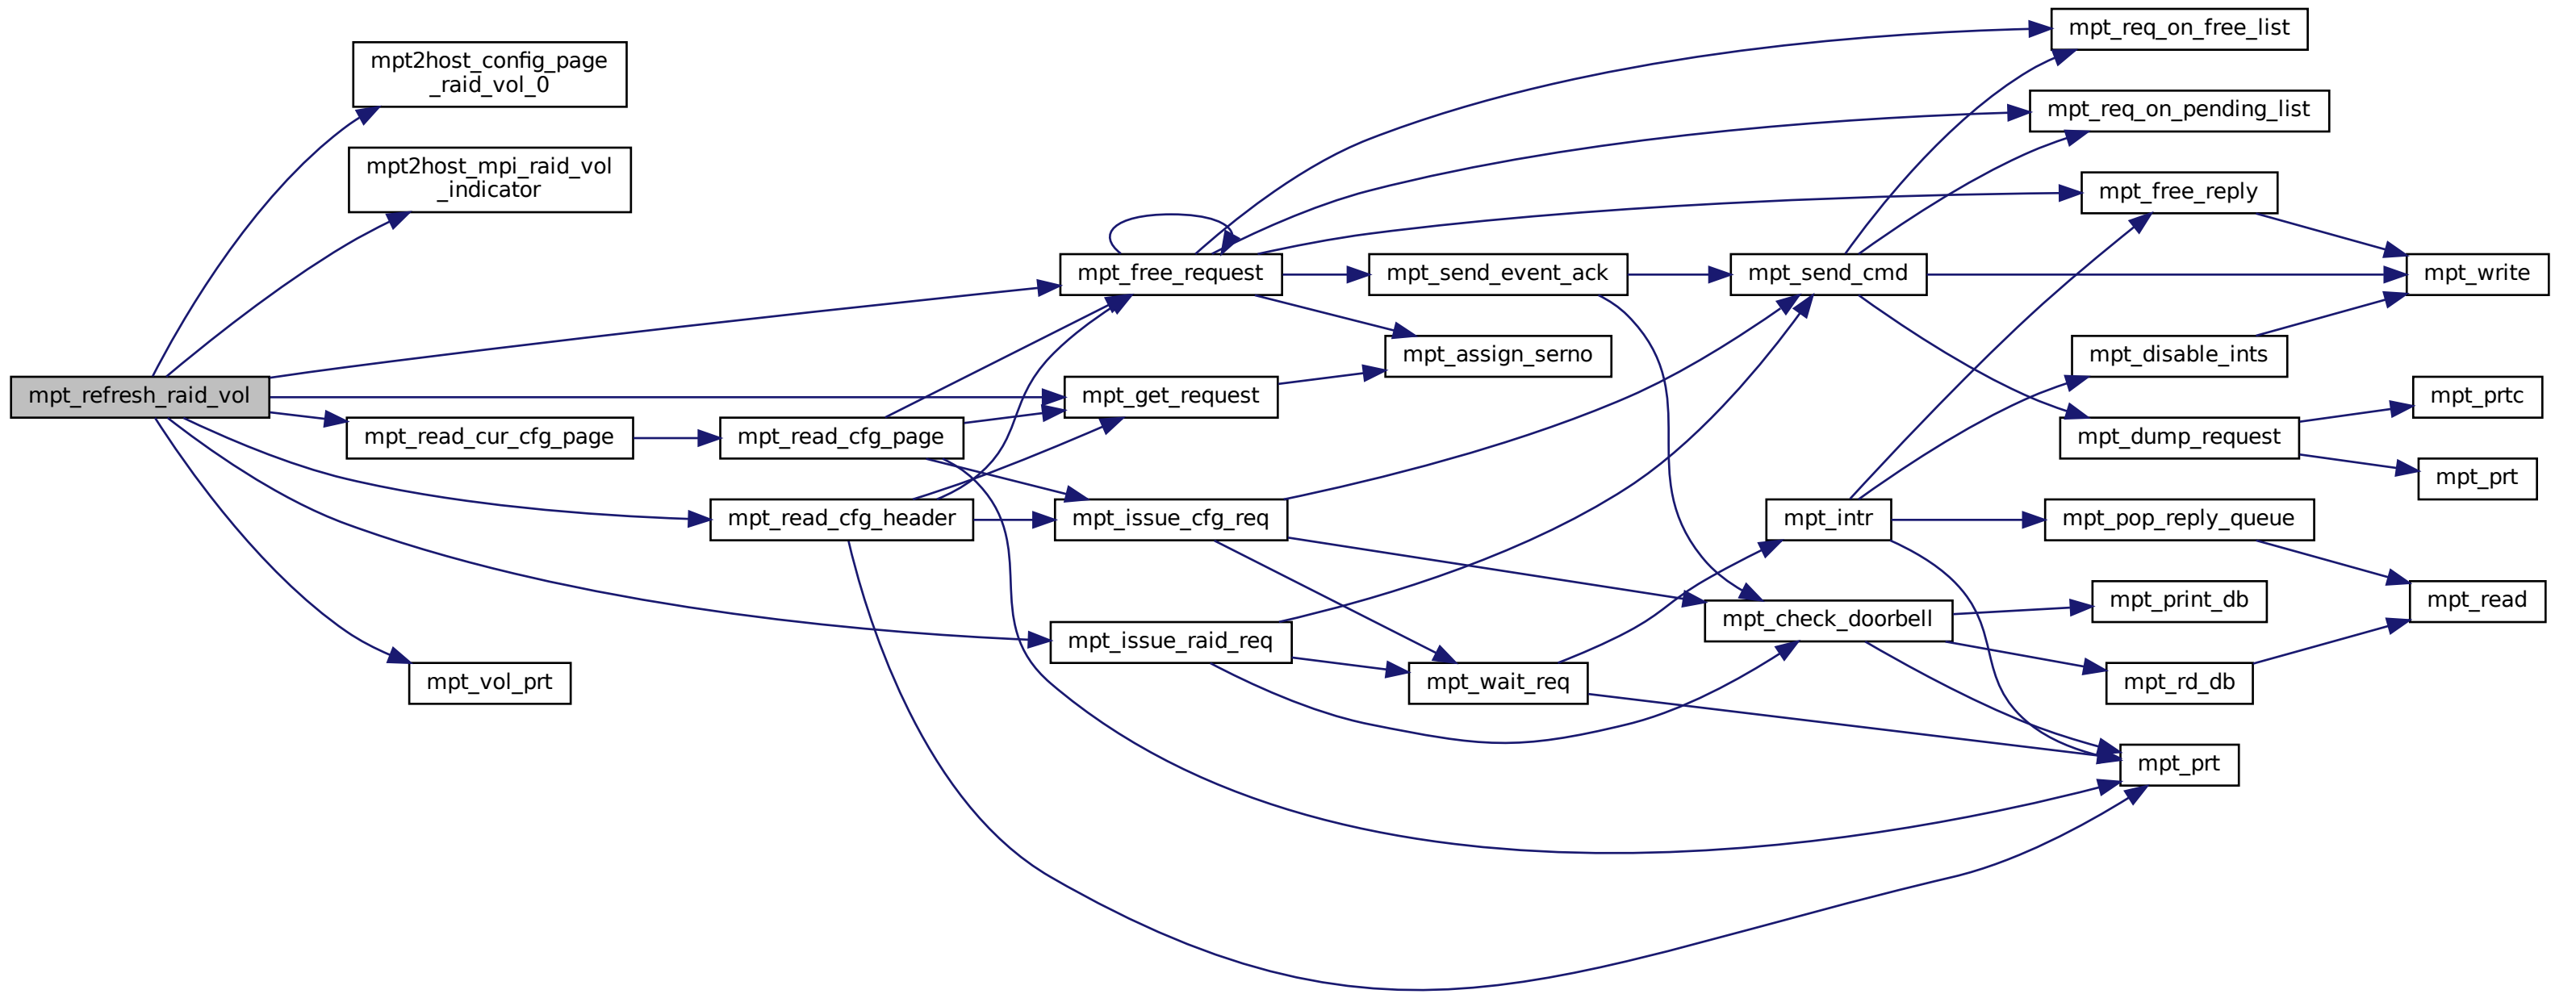 mpt_refresh_raid_vol
mpt2host_config_page
_raid_vol_0
mpt2host_mpi_raid_vol
_indicator
mpt_read_cur_cfg_page
mpt_vol_prt
mpt_read_cfg_page
mpt_read_cfg_header
mpt_free_request
mpt_get_request
mpt_issue_cfg_req
mpt_issue_raid_req
mpt_send_event_ack
mpt_assign_serno
mpt_wait_req
mpt_send_cmd
mpt_intr
mpt_check_doorbell
mpt_req_on_free_list
mpt_req_on_pending_list
mpt_free_reply
mpt_disable_ints
mpt_dump_request
mpt_pop_reply_queue
mpt_print_db
mpt_rd_db
mpt_prt
mpt_write
mpt_prtc
mpt_prt
mpt_read